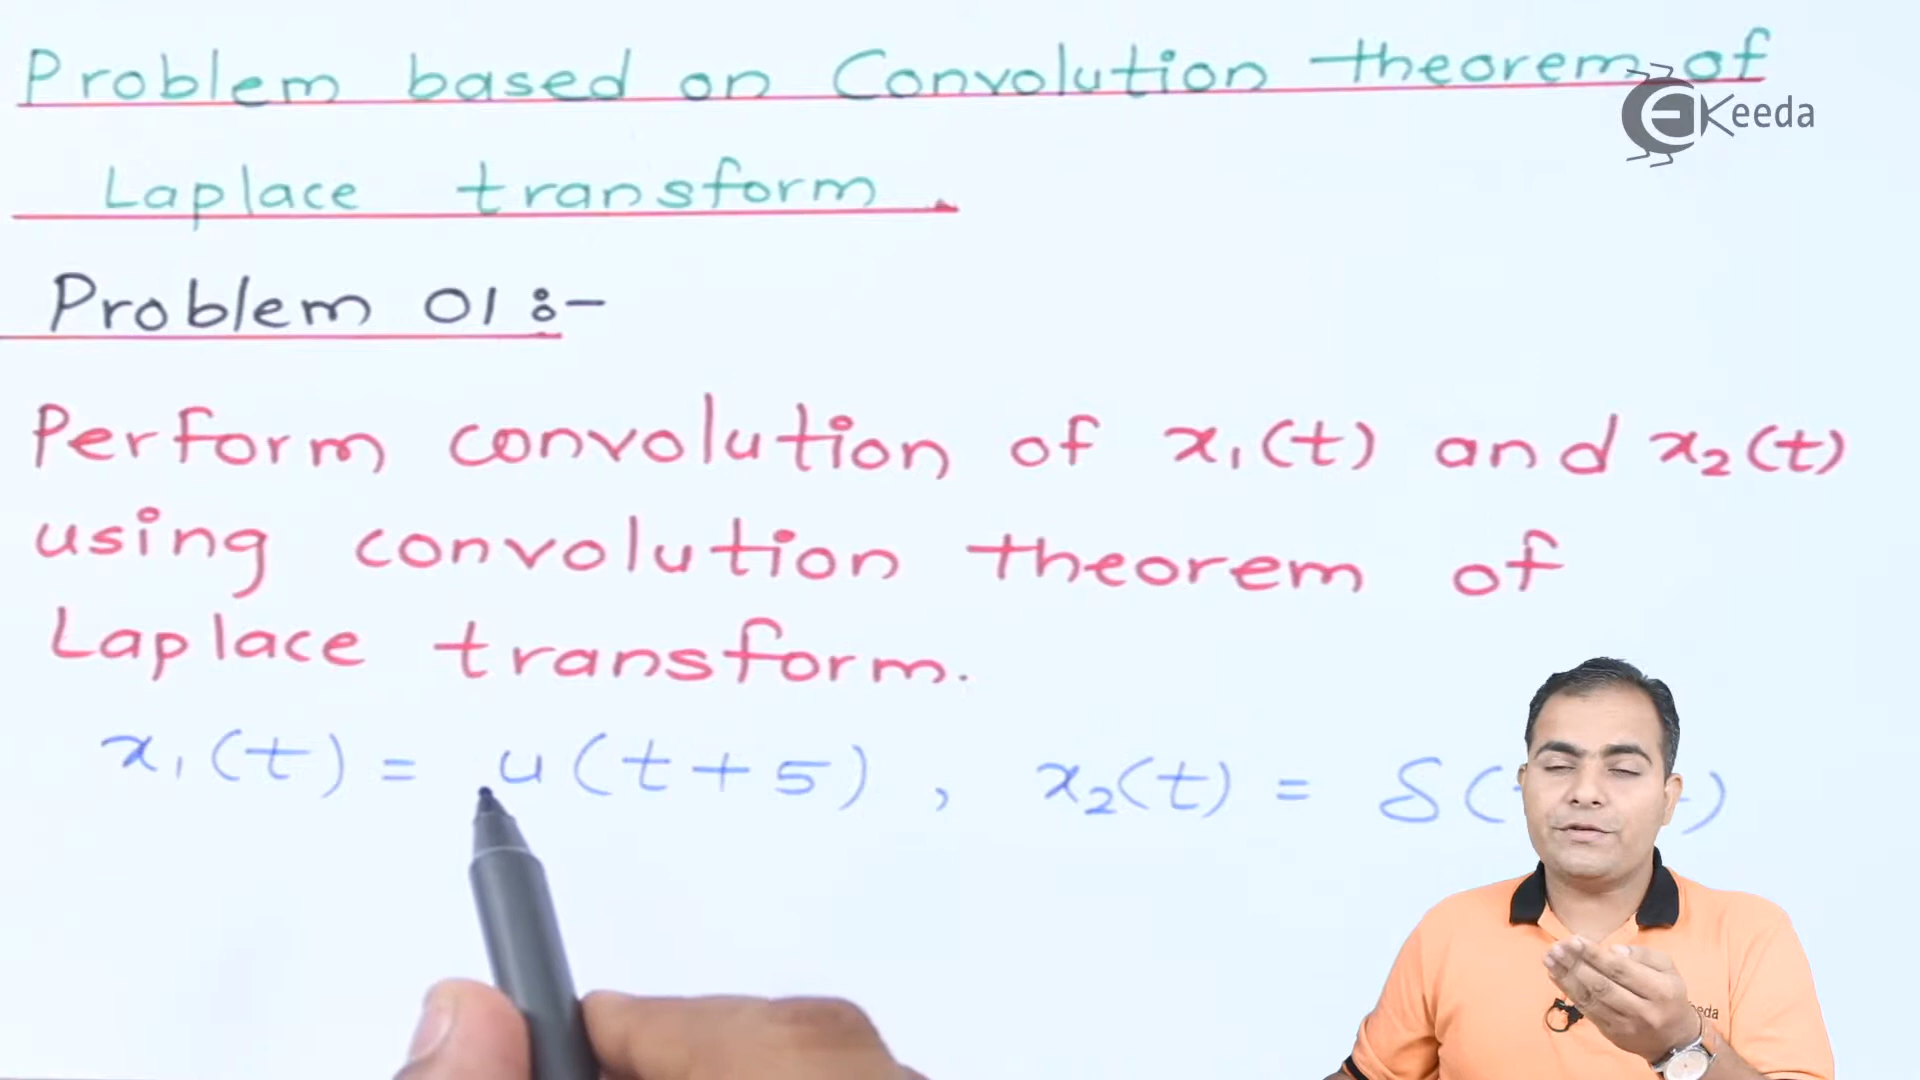 Problem based on Convolution theorem of
Laplace transform.
EKeeda
Problem 01:-
Perform convolution of x₁(t) and x₂(t)
using convolution theorem of
Laplace transform.
x₁(t) = u(t+5), x₂(t) = δ(